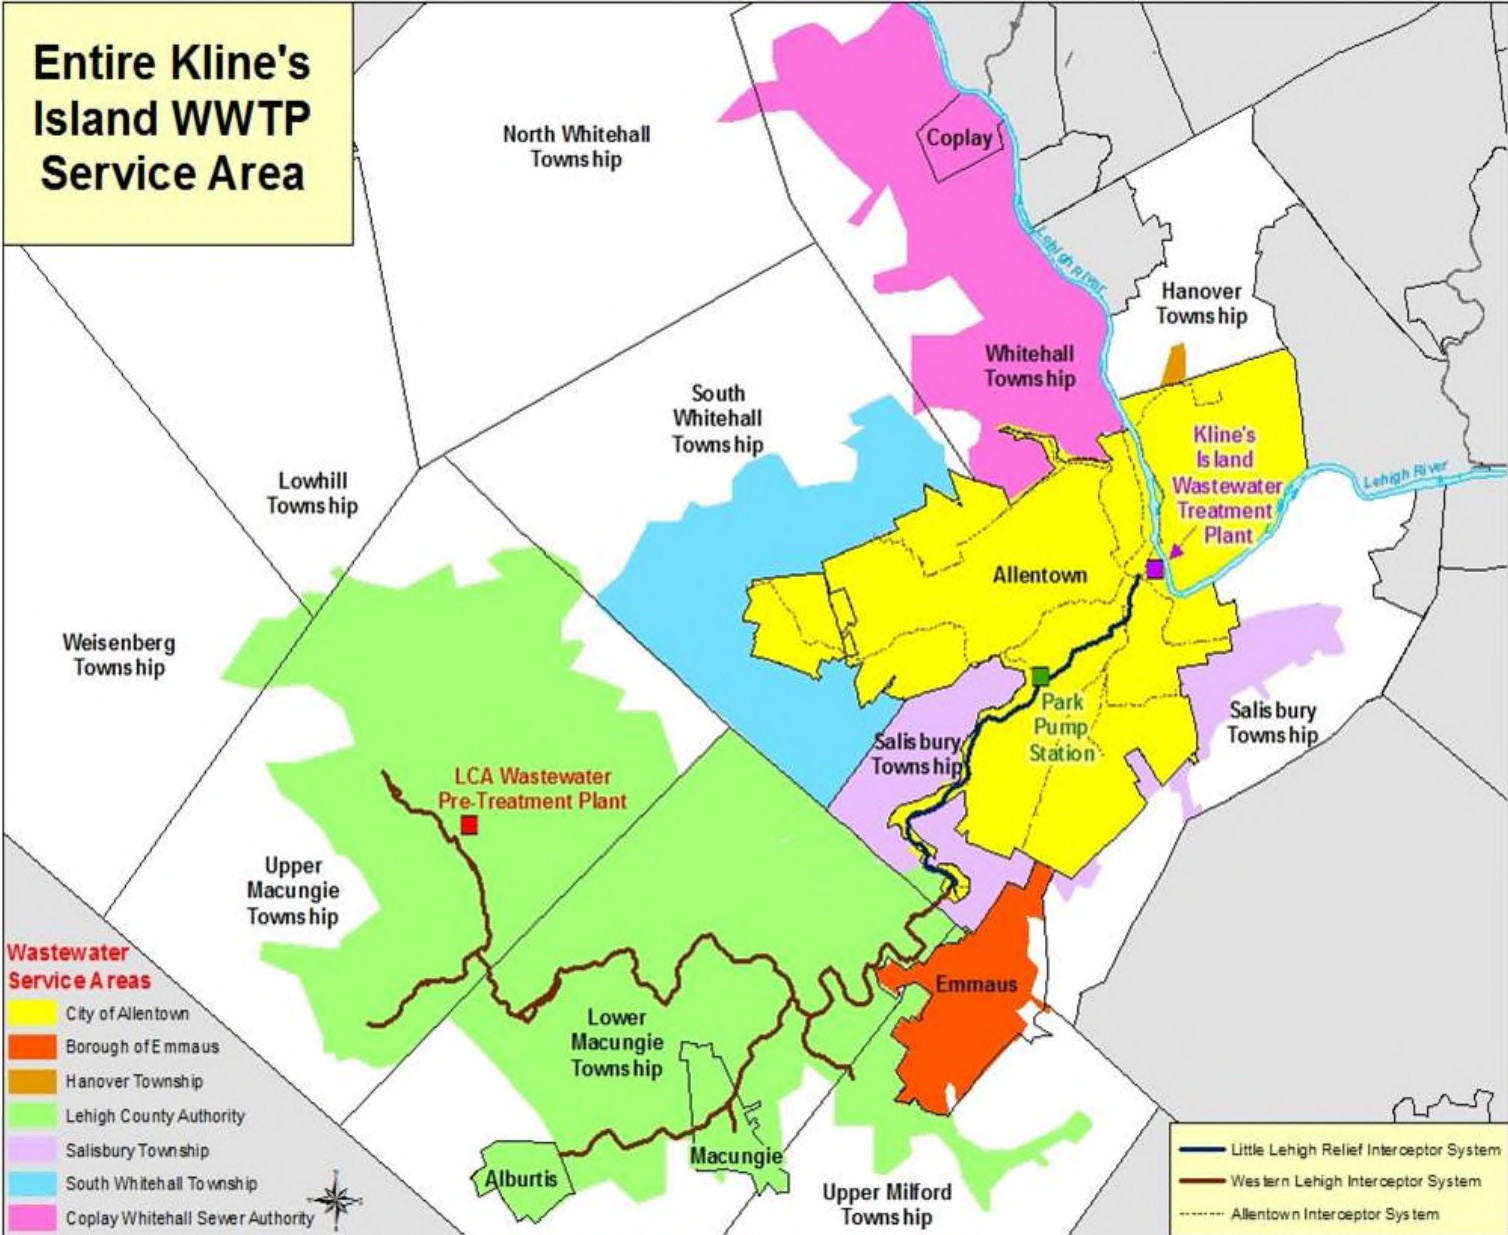 Entire Kline's
Island WWTP
Service Area
North Whitehall
Township
Coplay
Lehigh River
Hanover
Township
Whitehall
Township
South
Whitehall
Township
Kline's
Island
Wastewater
Treatment
Plant
Lehigh River
Lowhill
Township
Allentown
Weisenberg
Township
Park
Pump
Station
Salisbury
Township
Salisbury
Township
LCA Wastewater
Pre-Treatment Plant
Upper
Macungie
Township
Emmaus
Lower
Macungie
Township
Macungie
Alburtis
Upper Milford
Township
Wastewater
Service Areas
City of Allentown
Borough of Emmaus
Hanover Township
Lehigh County Authority
Salisbury Township
South Whitehall Township
Coplay Whitehall Sewer Authority
Little Lehigh Relief Interceptor System
Western Lehigh Interceptor System
Allentown Interceptor System